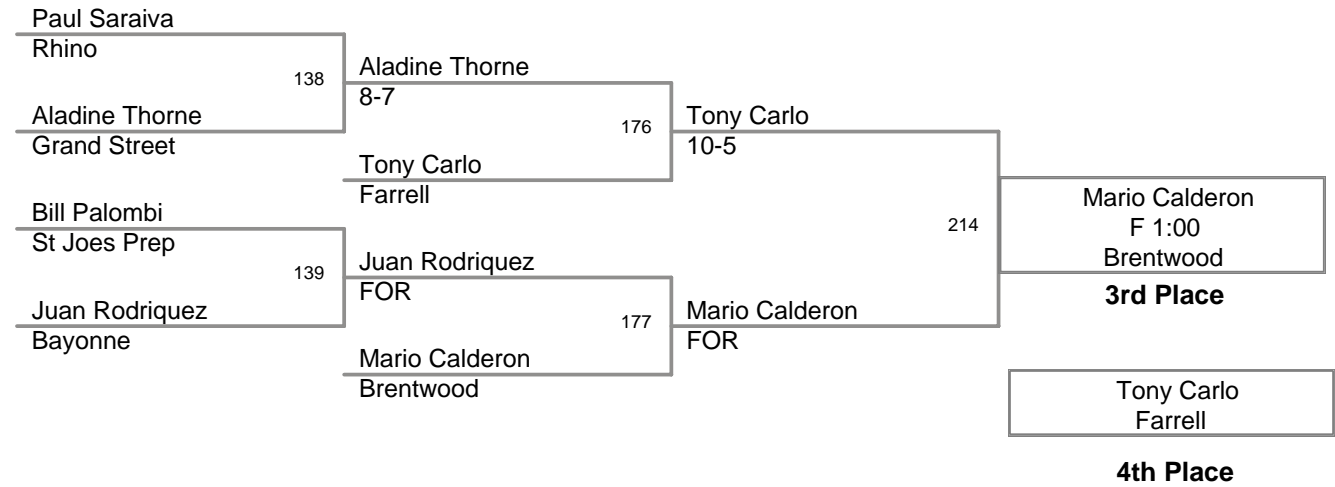 Paul Saraiva
Rhino
138
Aladine Thorne
8-7
Aladine Thorne
Grand Street
176
Tony Carlo
10-5
Tony Carlo
Farrell
Bill Palombi
St Joes Prep
214
Mario Calderon
F 1:00
Brentwood
3rd Place
139
Juan Rodriquez
FOR
Juan Rodriquez
Bayonne
177
Mario Calderon
FOR
Mario Calderon
Brentwood
Tony Carlo
Farrell
4th Place